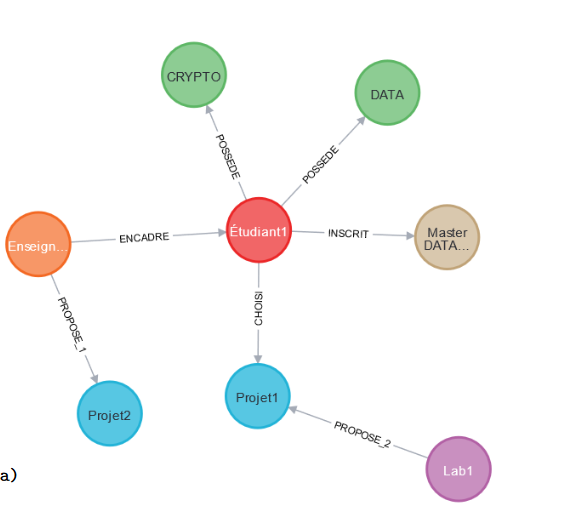 CRYPTO
DATA
POSSEDE
POSSEDE
Étudiant1
INSCRIT
Master
DATA...
Enseign...
ENCADRE
CHOISI
PROPOSE_1
Projet2
Projet1
PROPOSE_2
Lab1
a)